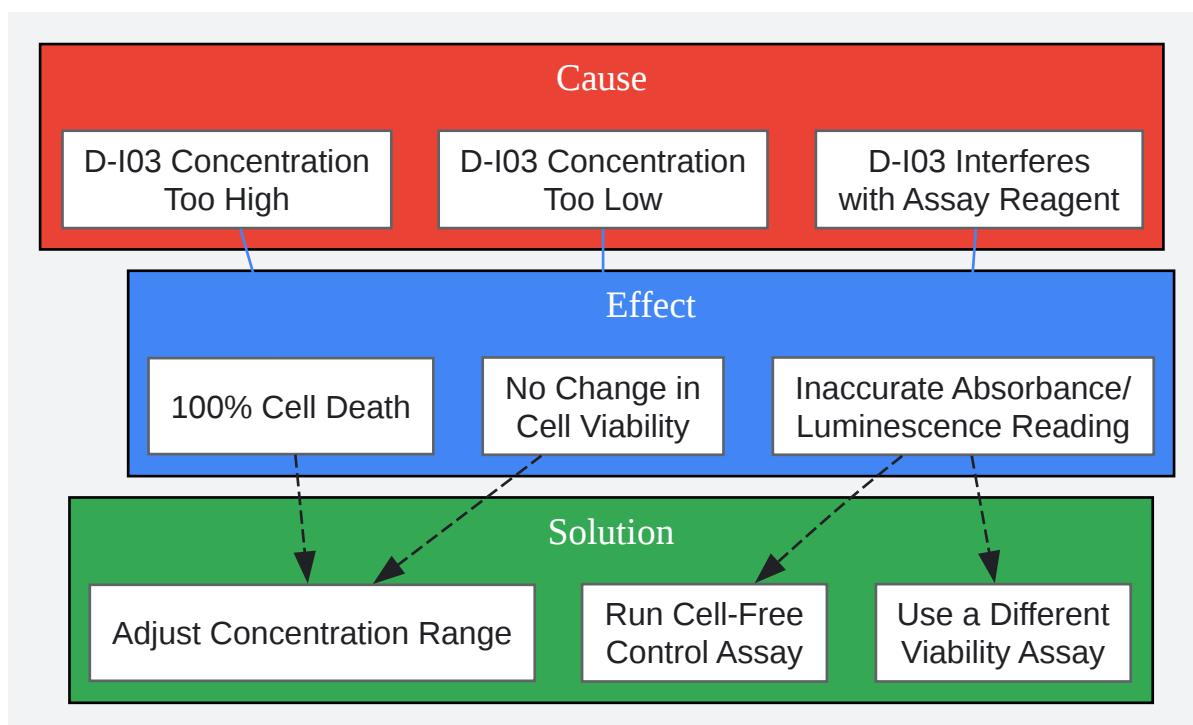 Cause
D-I03 Concentration
Too High
D-I03 Concentration
Too Low
D-I03 Interferes
with Assay Reagent
Effect
100% Cell Death
No Change in
Cell Viability
Inaccurate Absorbance/
Luminescence Reading
Solution
Adjust Concentration Range
Run Cell-Free
Control Assay
Use a Different
Viability Assay